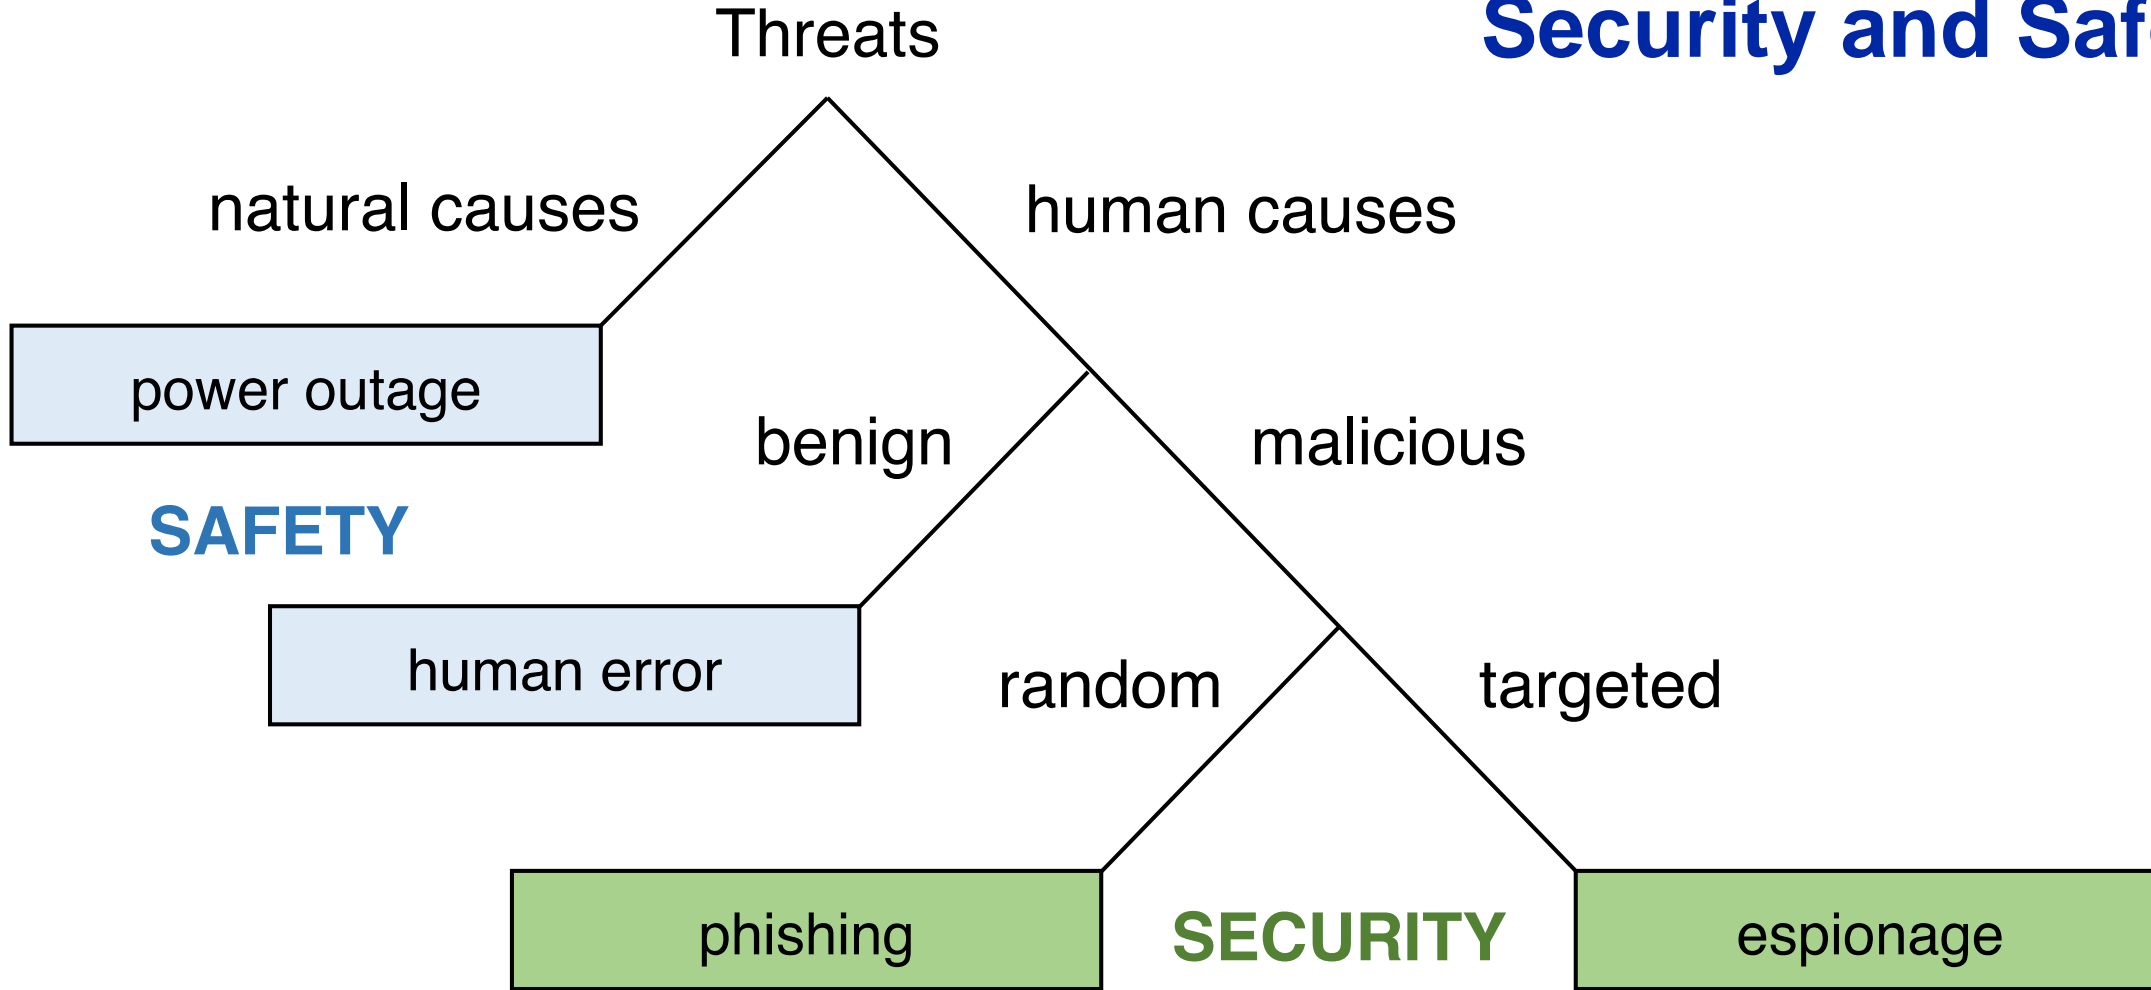 Threats
Security and Saf
natural causes
human causes
power outage
benign
malicious
SAFETY
human error
random
targeted
phishing
SECURITY
espionage